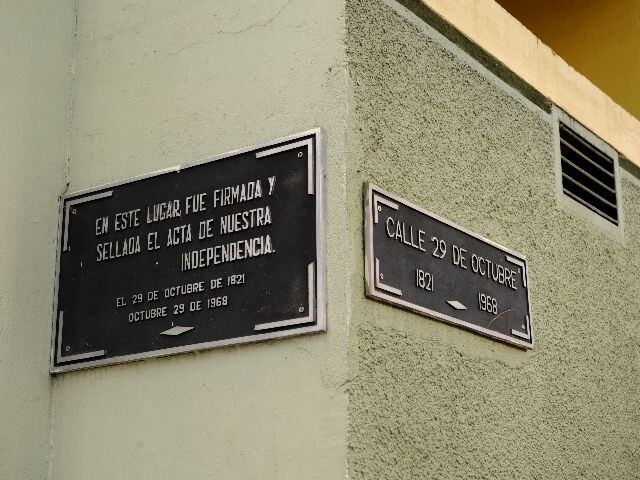 EN ESTE LUGAR, FUE FIRMADA Y
SELLADA EL ACTA DE NUESTRA
INDEPENDENCIA.
EL 29 DE OCTUBRE DE 1821
OCTUBRE 29 DE 1968
CALLE 29 DE OCTUBRE
1821 1968